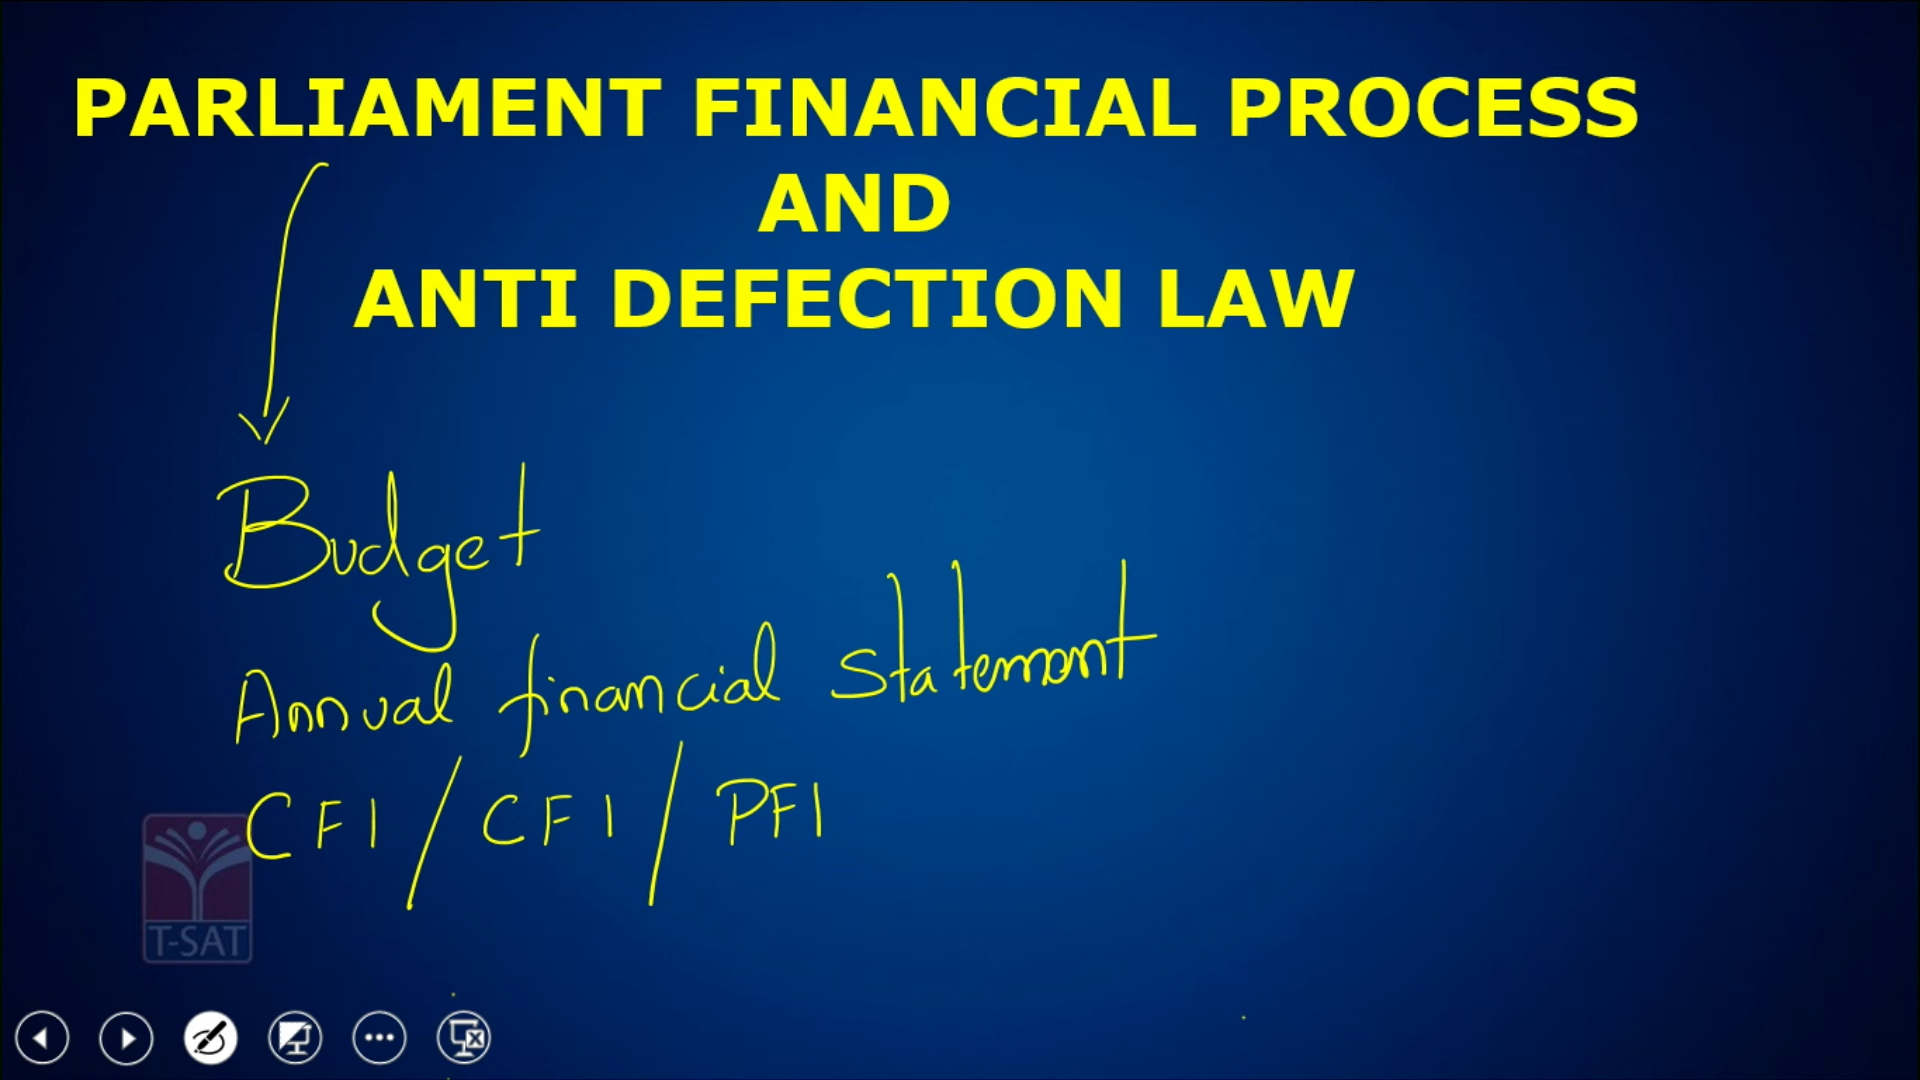 PARLIAMENT FINANCIAL PROCESS
AND
ANTI DEFECTION LAW
Budget
Annual financial statement
CFI / CFI / PFI
T-SAT